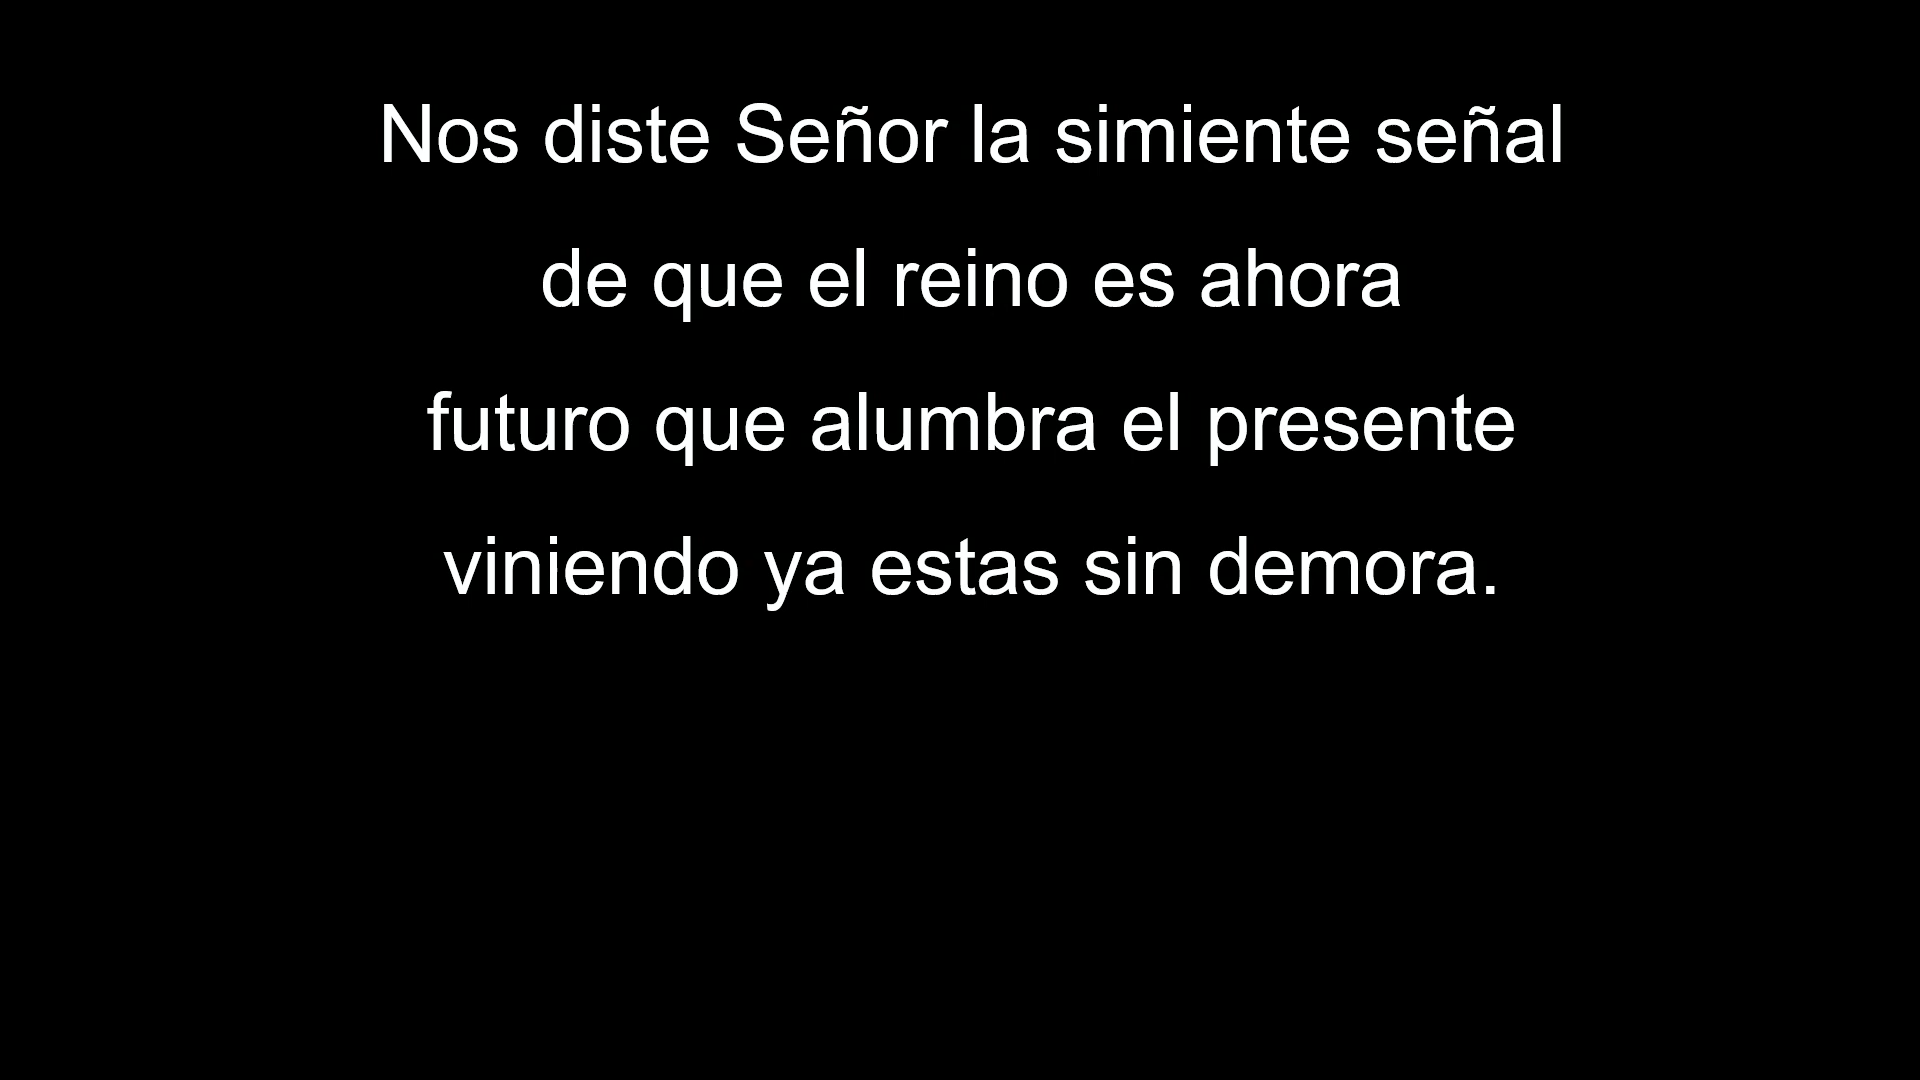 Nos diste Señor la simiente señal
de que el reino es ahora
futuro que alumbra el presente
viniendo ya estas sin demora.